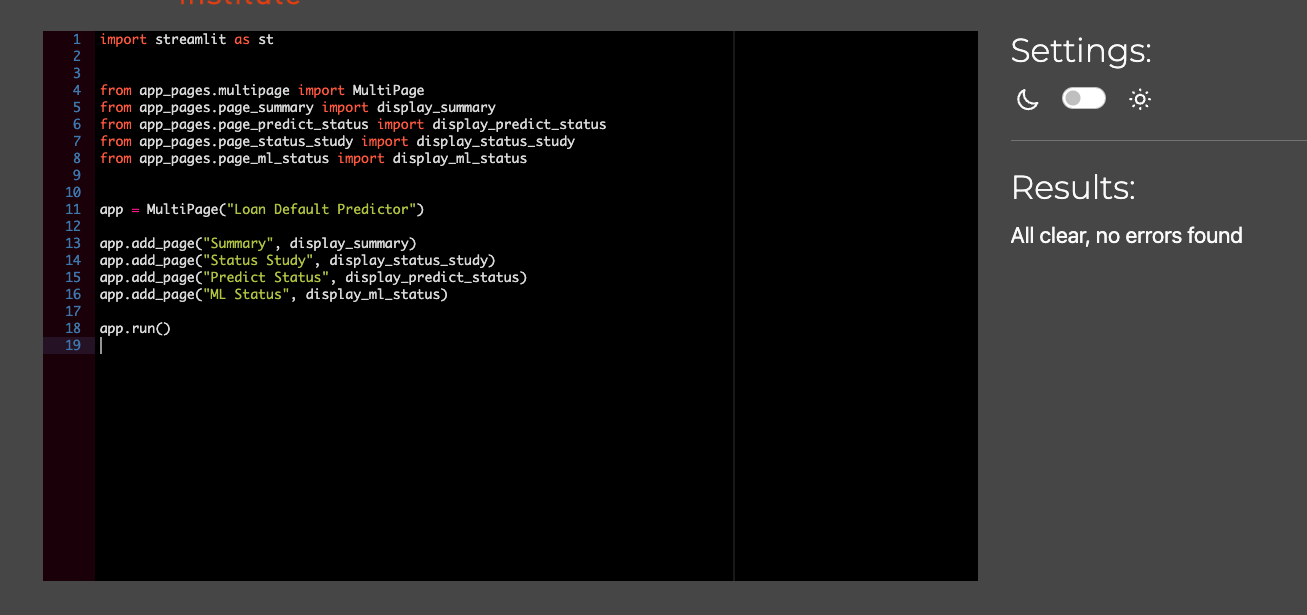 Institute
1 import streamlit as st
2
3
4 from app_pages.multipage import MultiPage
5 from app_pages.page_summary import display_summary
6 from app_pages.page_predict_status import display_predict_status
7 from app_pages.page_status_study import display_status_study
8 from app_pages.page_ml_status import display_ml_status
9
10
11 app = MultiPage("Loan Default Predictor")
12
13 app.add_page("Summary", display_summary)
14 app.add_page("Status Study", display_status_study)
15 app.add_page("Predict Status", display_predict_status)
16 app.add_page("ML Status", display_ml_status)
17
18 app.run()
19
Settings:
Results:
All clear, no errors found